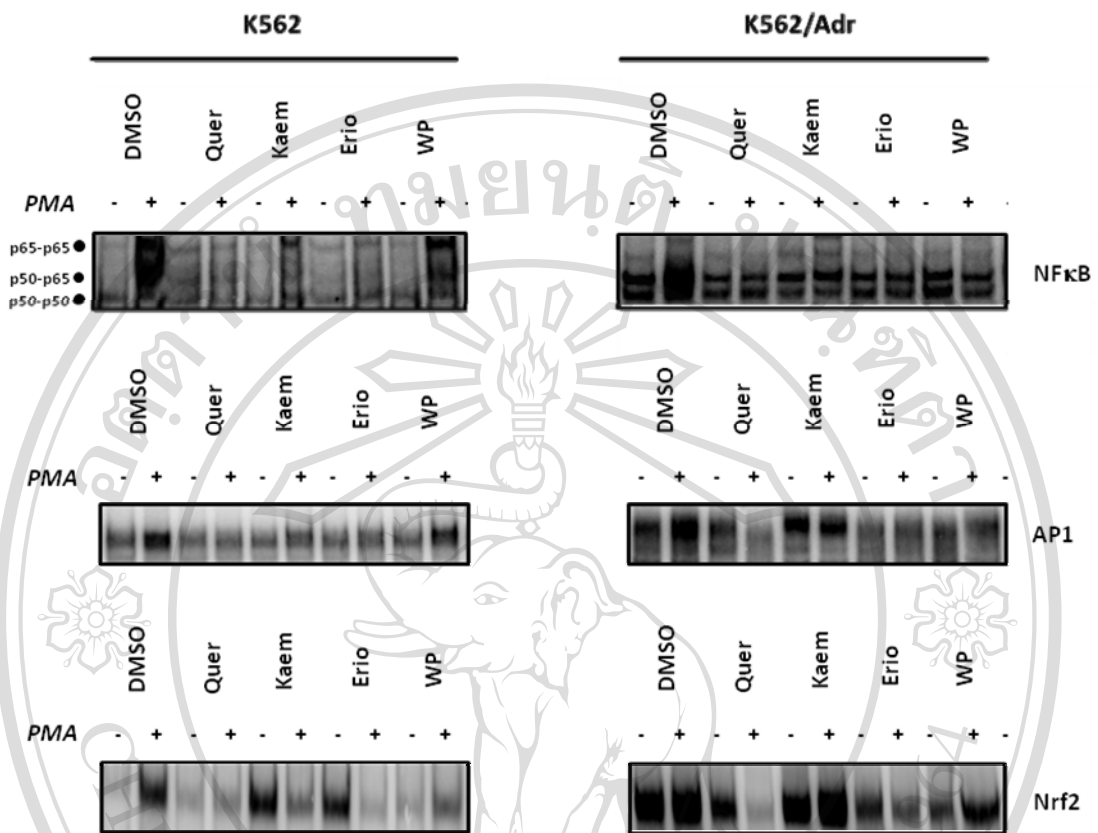 K562 K562/Adr
DMSO Quer Kaem Erio WP DMSO Quer Kaem Erio WP
PMA - + - + - + - + - + - - + - + - + - + - + -
p65-p65
p50-p65
p50-p50
NFκB
DMSO Quer Kaem Erio WP DMSO Quer Kaem Erio WP
PMA - + - + - + - + - + - + - + - + - + - + -
AP1
DMSO Quer Kaem Erio WP DMSO Quer Kaem Erio WP
PMA - + - + - + - + - + - + - + - + - + - + -
Nrf2